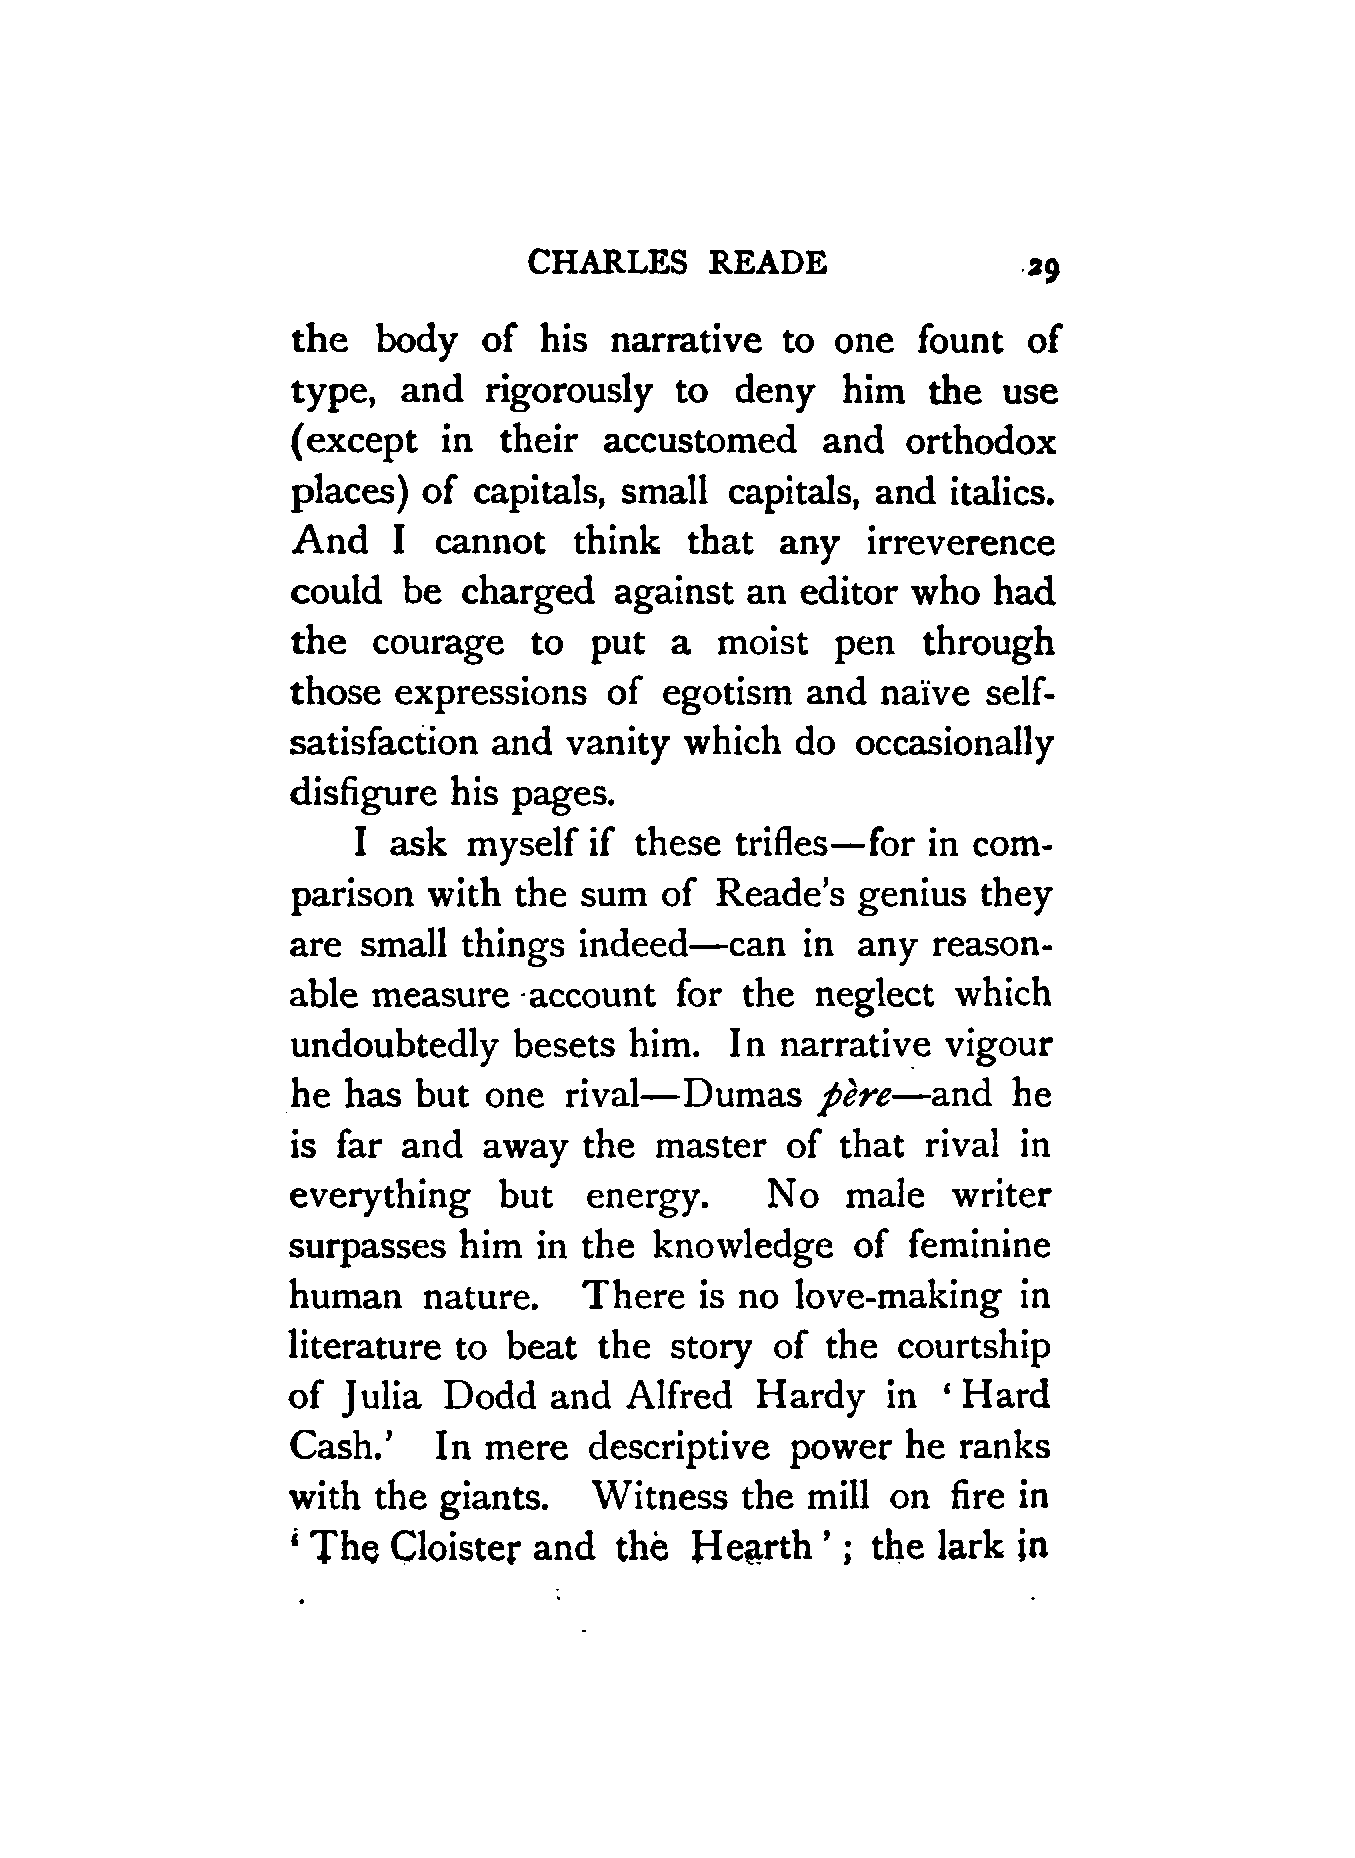 CHARLES READE 29
the body of his narrative to one fount of
type, and rigorously to deny him the use
(except in their accustomed and orthodox
places) of capitals, small capitals, and italics.
And I cannot think that any irreverence
could be charged against an editor who had
the courage to put a moist pen through
those expressions of egotism and naïve self-
satisfaction and vanity which do occasionally
disfigure his pages.
I ask myself if these trifles—for in com-
parison with the sum of Reade's genius they
are small things indeed—can in any reason-
able measure account for the neglect which
undoubtedly besets him. In narrative vigour
he has but one rival—Dumas père—and he
is far and away the master of that rival in
everything but energy. No male writer
surpasses him in the knowledge of feminine
human nature. There is no love-making in
literature to beat the story of the courtship
of Julia Dodd and Alfred Hardy in ‘Hard
Cash.’ In mere descriptive power he ranks
with the giants. Witness the mill on fire in
‘The Cloister and the Hearth’; the lark in